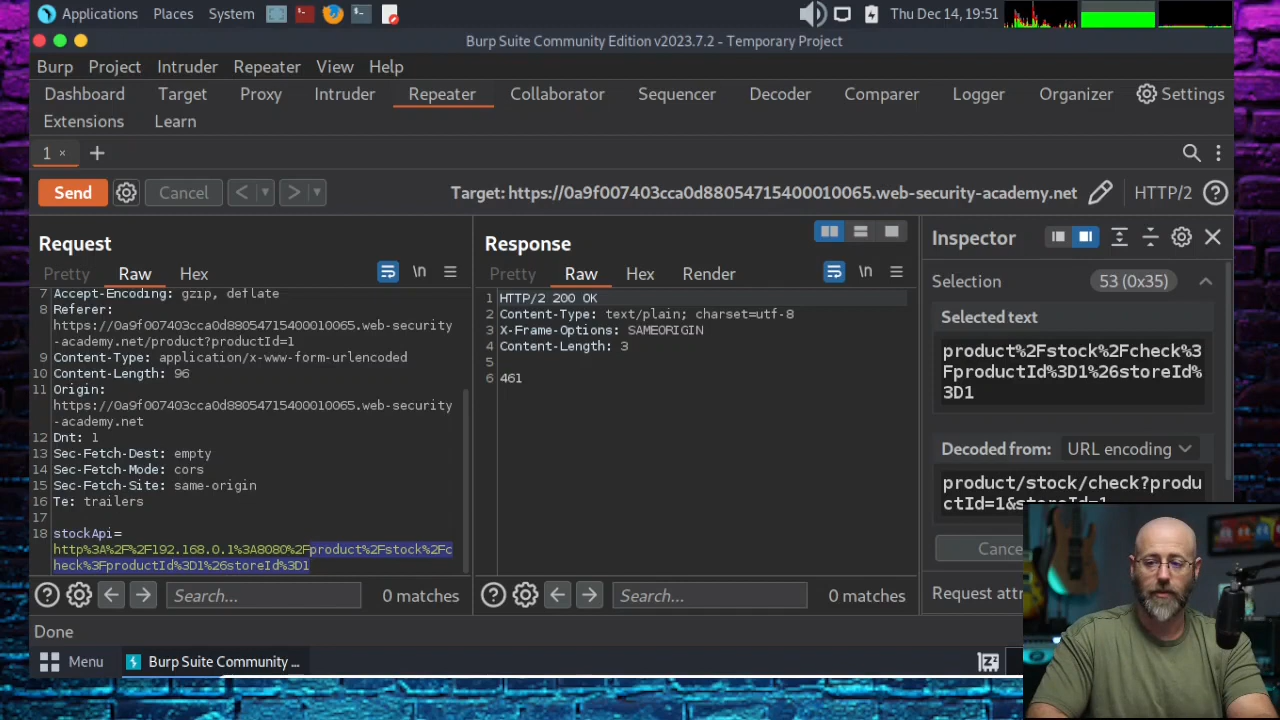 Applications Places System Thu Dec 14, 19:51
Burp Suite Community Edition v2023.7.2 - Temporary Project
Burp Project Intruder Repeater View Help
Dashboard Target Proxy Intruder Repeater Collaborator Sequencer Decoder Comparer Logger Organizer Settings
Extensions Learn
1 × +
Send Cancel < > Target: https://0a9f007403cca0d88054715400010065.web-security-academy.net HTTP/2
Request
Pretty Raw Hex \n
7 Accept-Encoding: gzip, deflate
8 Referer:
https://0a9f007403cca0d88054715400010065.web-security
-academy.net/product?productId=1
9 Content-Type: application/x-www-form-urlencoded
10 Content-Length: 96
11 Origin:
https://0a9f007403cca0d88054715400010065.web-security
-academy.net
12 Dnt: 1
13 Sec-Fetch-Dest: empty
14 Sec-Fetch-Mode: cors
15 Sec-Fetch-Site: same-origin
16 Te: trailers
17
18 stockApi=
http%3A%2F%2F192.168.0.1%3A8080%2Fproduct%2Fstock%2Fc
heck%3FproductId%3D1%26storeId%3D1
Search... 0 matches
Response
Pretty Raw Hex Render \n
1 HTTP/2 200 OK
2 Content-Type: text/plain; charset=utf-8
3 X-Frame-Options: SAMEORIGIN
4 Content-Length: 3
5
6 461
Search... 0 matches
Inspector
Selection 53 (0x35)
Selected text
product%2Fstock%2Fcheck%3
FproductId%3D1%26storeId%
3D1
Decoded from: URL encoding
product/stock/check?produ
ctId=1&storeId=1
Cance
Request attr
Done
Menu Burp Suite Community ...